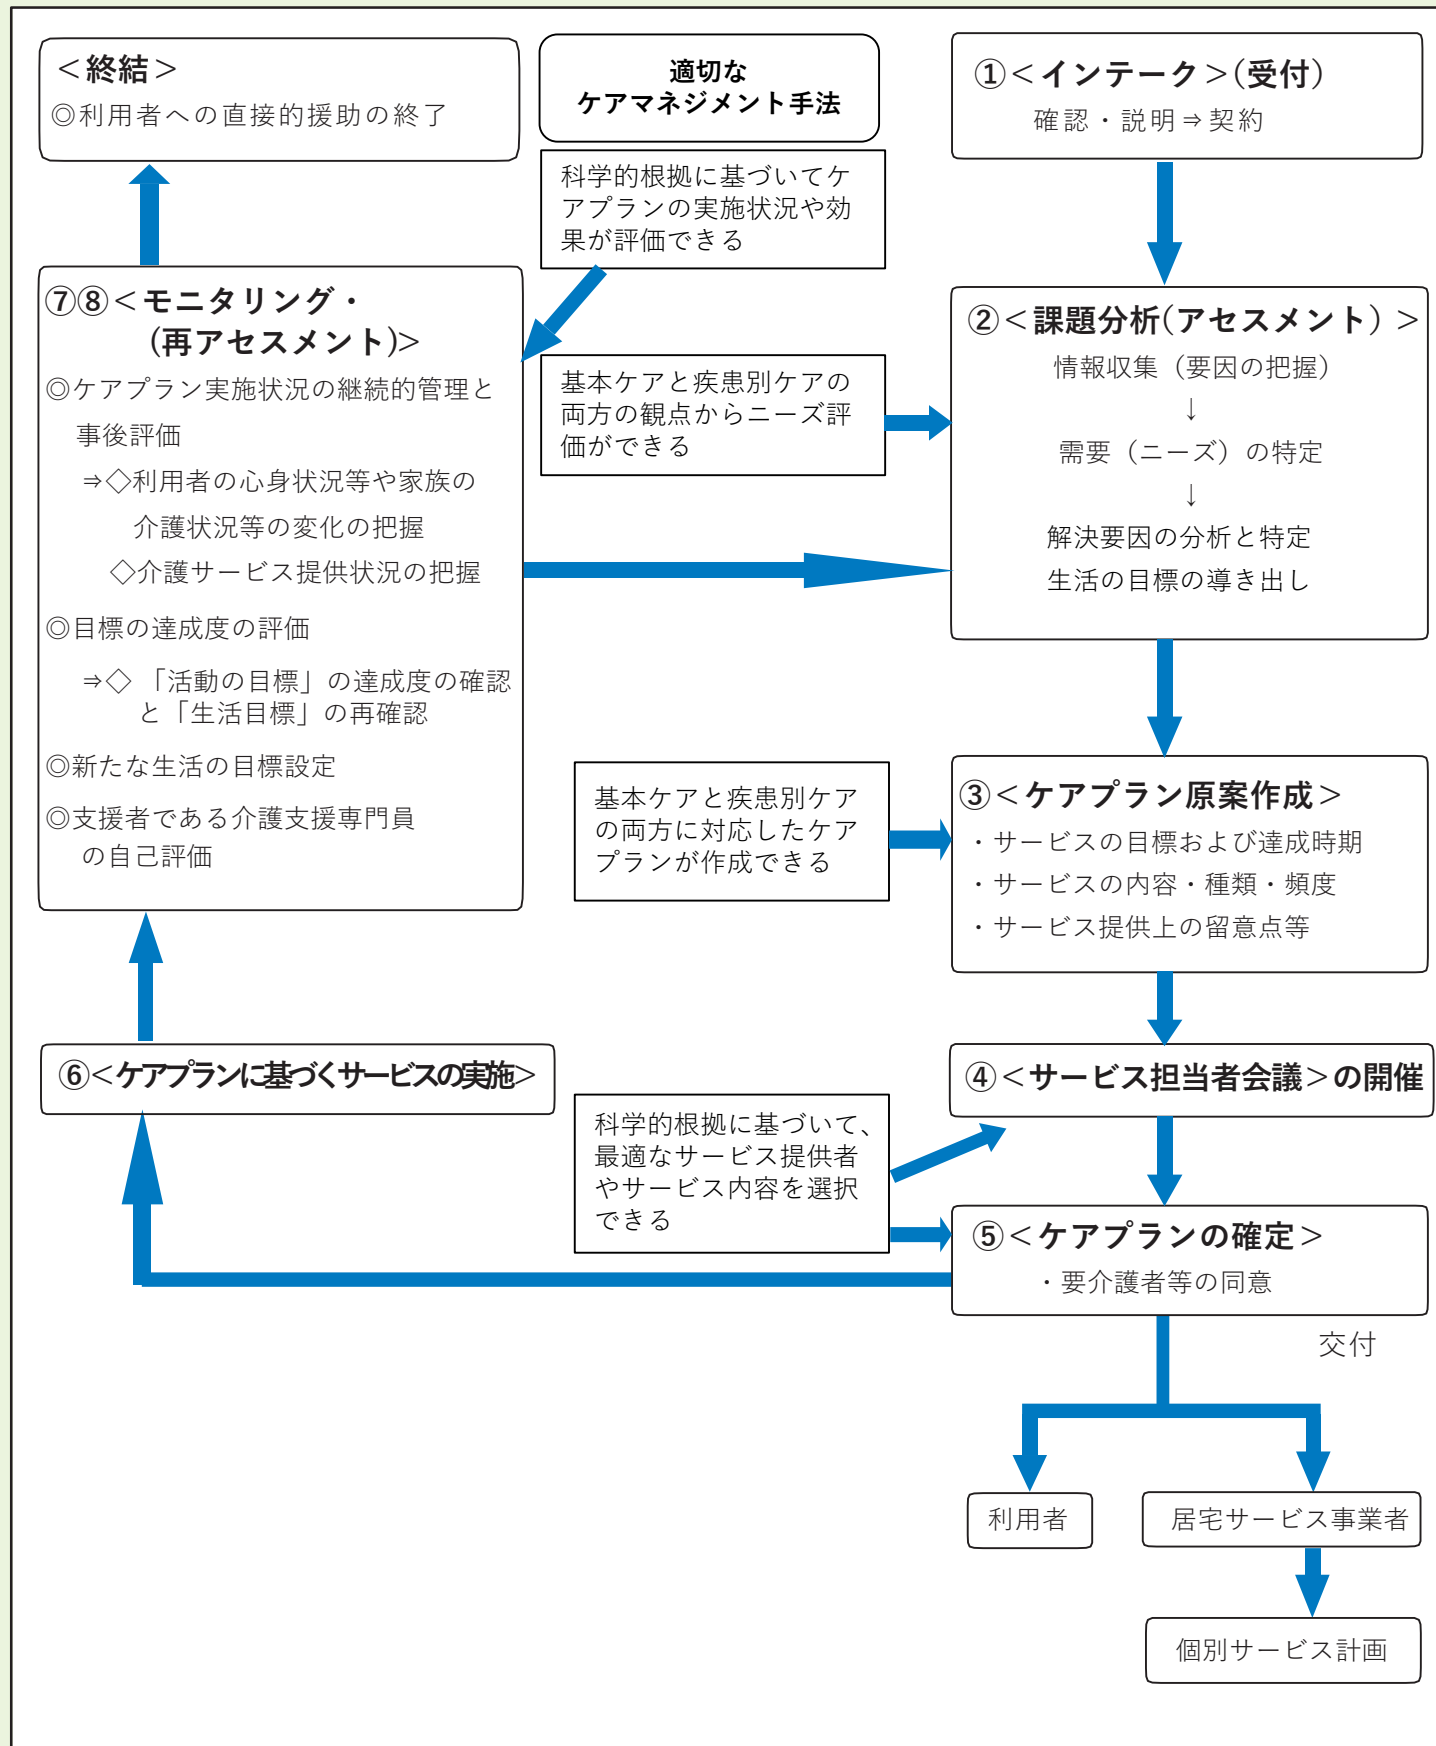 ＜終結＞
◎利用者への直接的援助の終了
適切な
ケアマネジメント手法
①＜インテーク＞(受付)
確認・説明⇒契約
科学的根拠に基づいてケ
アプランの実施状況や効
果が評価できる
⑦⑧＜モニタリング・
(再アセスメント)＞
◎ケアプラン実施状況の継続的管理と
事後評価
⇒◇利用者の心身状況等や家族の
介護状況等の変化の把握
◇介護サービス提供状況の把握
◎目標の達成度の評価
⇒◇ 「活動の目標」の達成度の確認
と「生活目標」の再確認
◎新たな生活の目標設定
◎支援者である介護支援専門員
の自己評価
基本ケアと疾患別ケアの
両方の観点からニーズ評
価ができる
②＜課題分析(アセスメント) ＞
情報収集（要因の把握）
↓
需要（ニーズ）の特定
↓
解決要因の分析と特定
生活の目標の導き出し
基本ケアと疾患別ケア
の両方に対応したケア
プランが作成できる
③＜ケアプラン原案作成＞
・サービスの目標および達成時期
・サービスの内容・種類・頻度
・サービス提供上の留意点等
⑥＜ケアプランに基づくサービスの実施＞
④＜サービス担当者会議＞の開催
科学的根拠に基づいて、
最適なサービス提供者
やサービス内容を選択
できる
⑤＜ケアプランの確定＞
・要介護者等の同意
交付
利用者
居宅サービス事業者
個別サービス計画